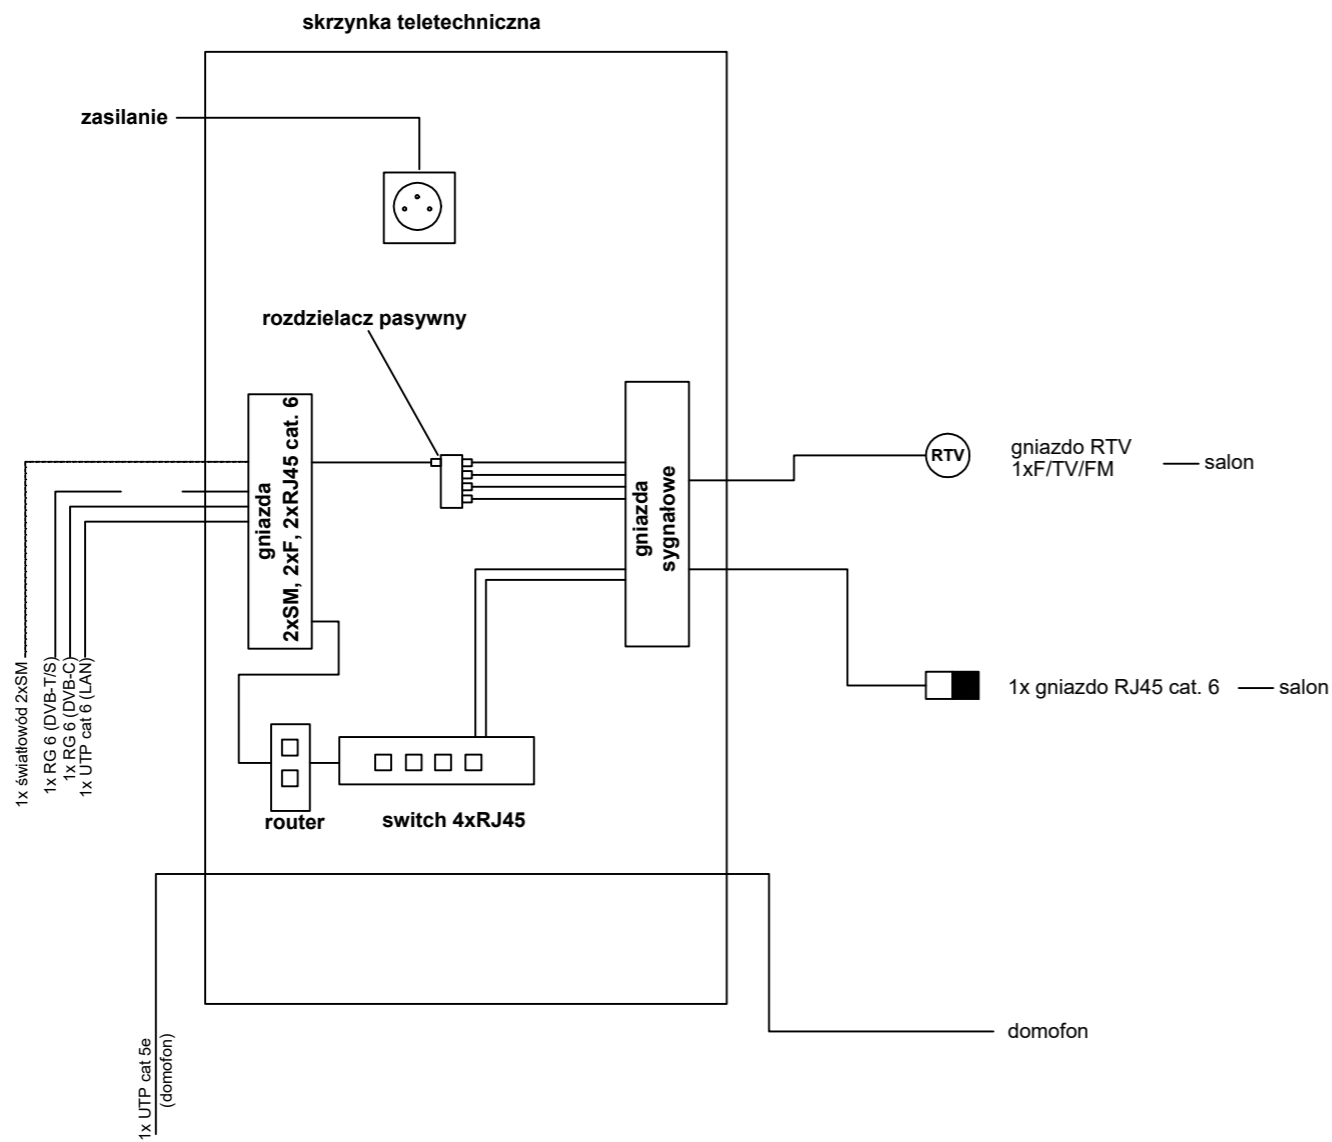 skrzynka teletechniczna
zasilanie
rozdzielacz pasywny
gniazda
2xSM, 2xF, 2xRJ45 cat. 6
gniazda
sygnałowe
RTV
gniazdo RTV
1xF/TV/FM
salon
1x gniazdo RJ45 cat. 6
salon
1x światłowód 2xSM
1x RG 6 (DVB-T/S)
1x RG 6 (DVB-C)
1x UTP cat 6 (LAN)
router
switch 4xRJ45
1x UTP cat 5e
(domofon)
domofon